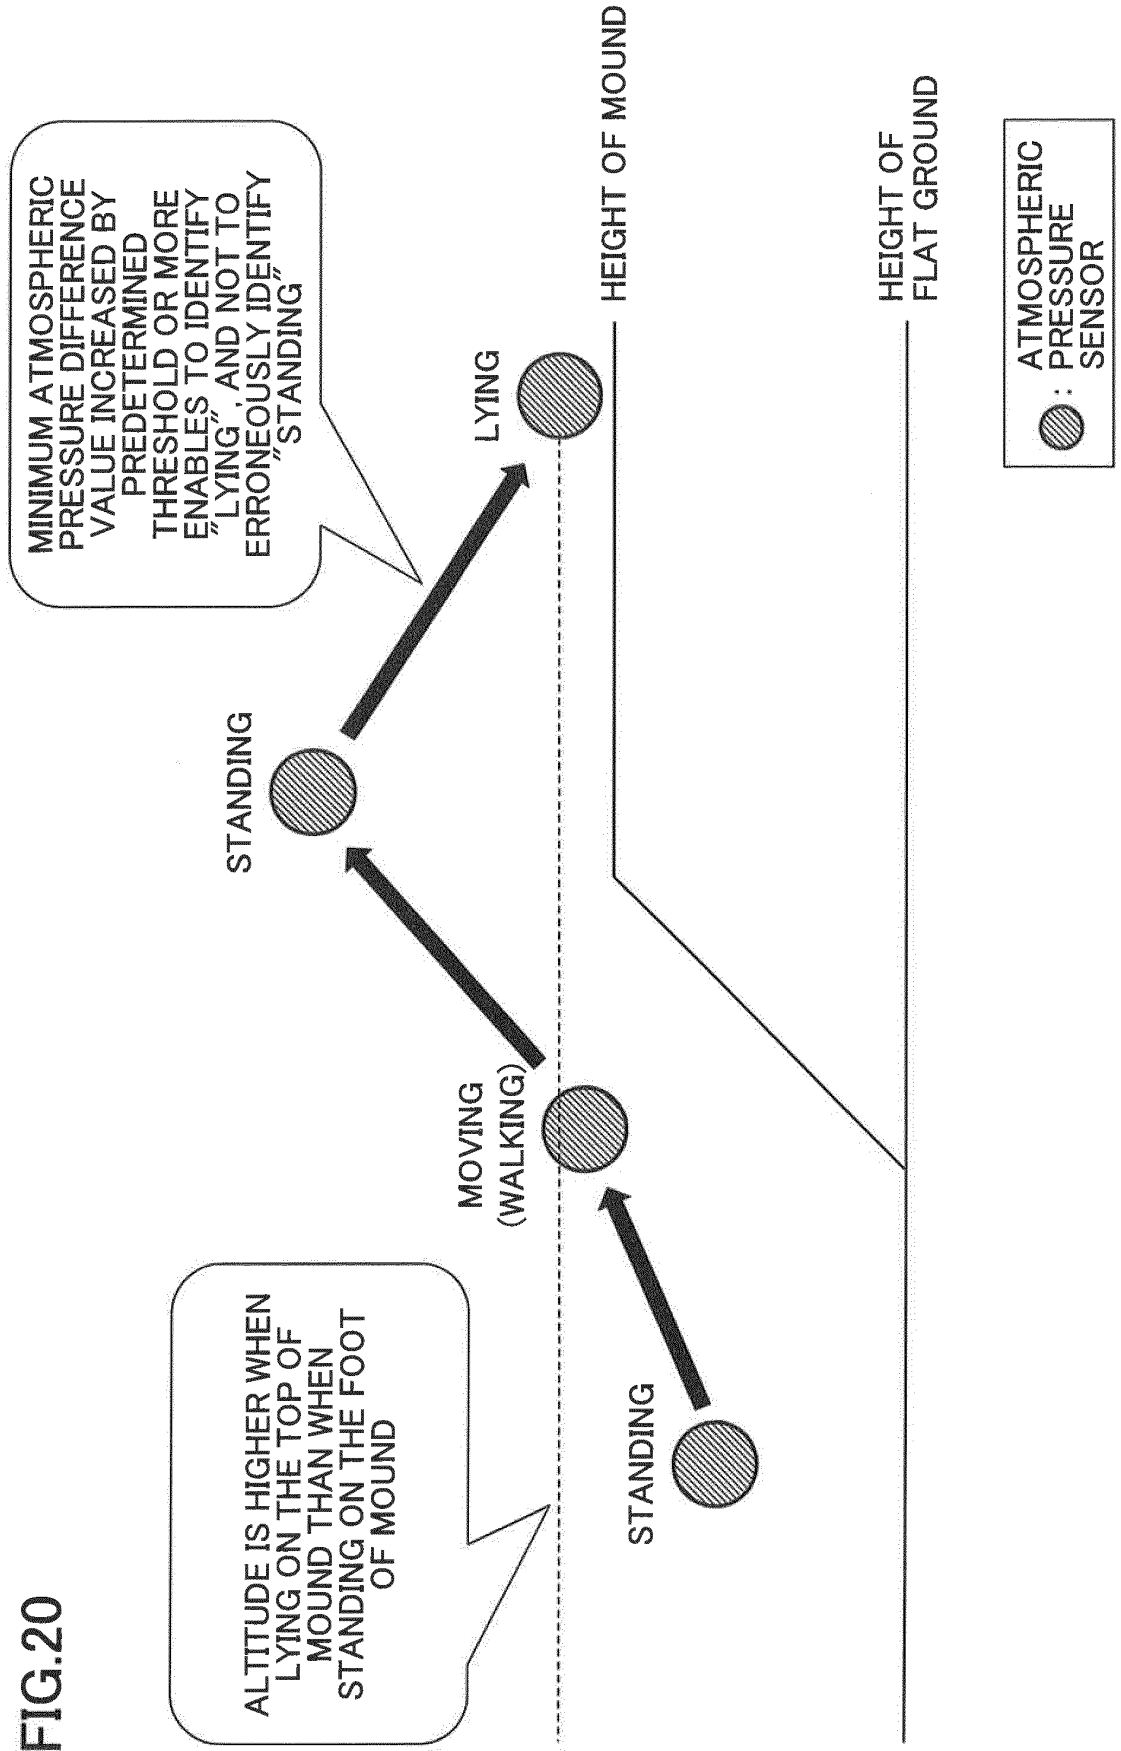 FIG.20
ALTITUDE IS HIGHER WHEN
LYING ON THE TOP OF
MOUND THAN WHEN
STANDING ON THE FOOT
OF MOUND
MINIMUM ATMOSPHERIC
PRESSURE DIFFERENCE
VALUE INCREASED BY
PREDETERMINED
THRESHOLD OR MORE
ENABLES TO IDENTIFY
"LYING", AND NOT TO
ERRONEOUSLY IDENTIFY
"STANDING"
STANDING
MOVING
(WALKING)
STANDING
LYING
HEIGHT OF MOUND
HEIGHT OF
FLAT GROUND
: ATMOSPHERIC
PRESSURE
SENSOR